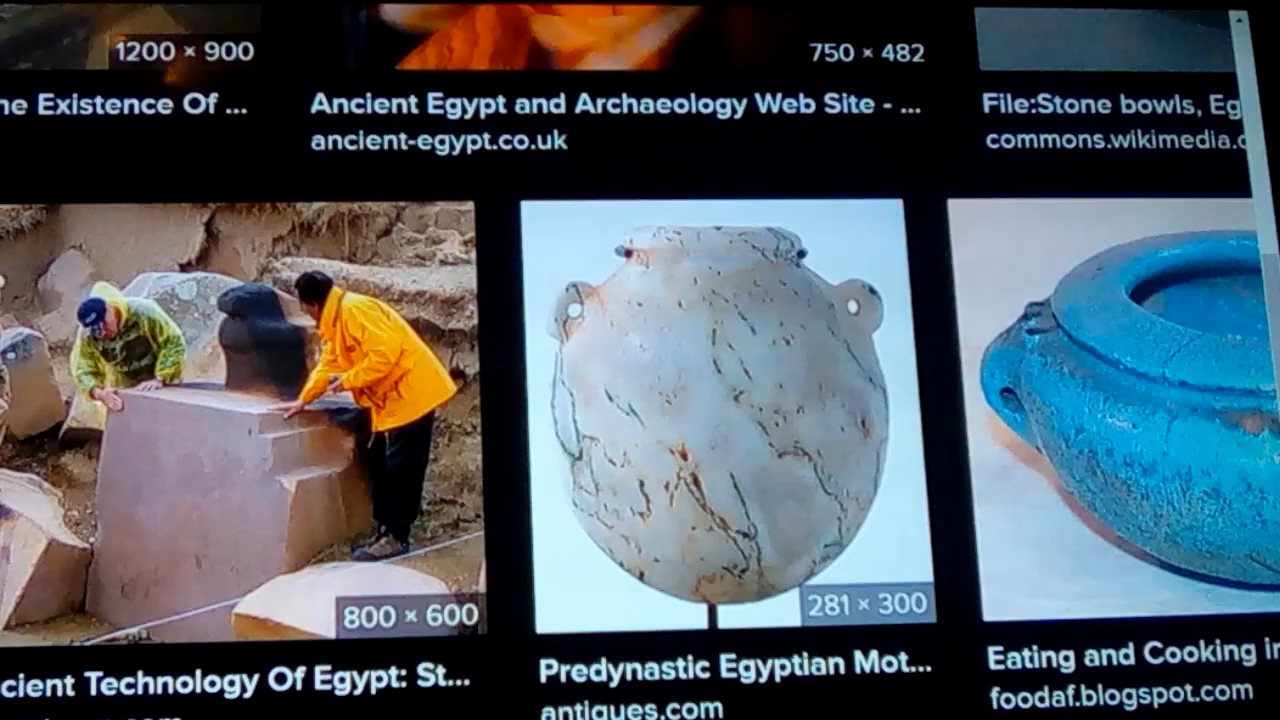 1200 × 900
750 × 482
he Existence Of ...
Ancient Egypt and Archaeology Web Site - ...
ancient-egypt.co.uk
File:Stone bowls, Eg
commons.wikimedia.
800 × 600
281 × 300
cient Technology Of Egypt: St...
Predynastic Egyptian Mot...
antiques.com
Eating and Cooking in
foodaf.blogspot.com